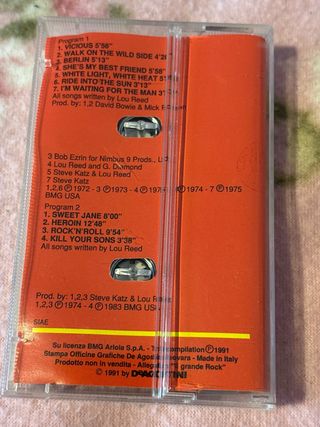 Program 1
1. VICIOUS 5'56"
2. WALK ON THE WILD SIDE 4'26"
3. BERLIN 5'13"
4. SHE'S MY BEST FRIEND 5'58"
5. WHITE LIGHT, WHITE HEAT
6. RIDE INTO THE SUN 3'13"
7. I'M WAITING FOR THE MAN 3'
All songs written by Lou Reed
Prod. by: 1,2 David Bowie & Mick
3 Bob Ezrin for Nimbus 9 Prods.,
4 Lou Reed and G. Diamond
5 Steve Katz & Lou Reed
7 Steve Katz
1,2,6 Ⓟ 1972 - 3 Ⓟ 1973 - 4 Ⓟ 1974 - 7 Ⓟ 1975
BMG USA
Program 2
1. SWEET JANE 8'00"
2. HEROIN 12'48"
3. ROCK'N'ROLL 9'54"
4. KILL YOUR SONS 3'38"
All songs written by Lou Reed
Prod. by: 1,2,3 Steve Katz & Lou
1,2,3 Ⓟ 1974 - 4 Ⓟ 1983 BMG
SIAE
Su licenza BMG Ariola S.p.A. - compilation Ⓟ 1991
Stampa Officine Grafiche De Agostini Novara - Made in Italy
Prodotto non in vendita - "Il grande Rock"
© 1991 by DeAGOSTINI